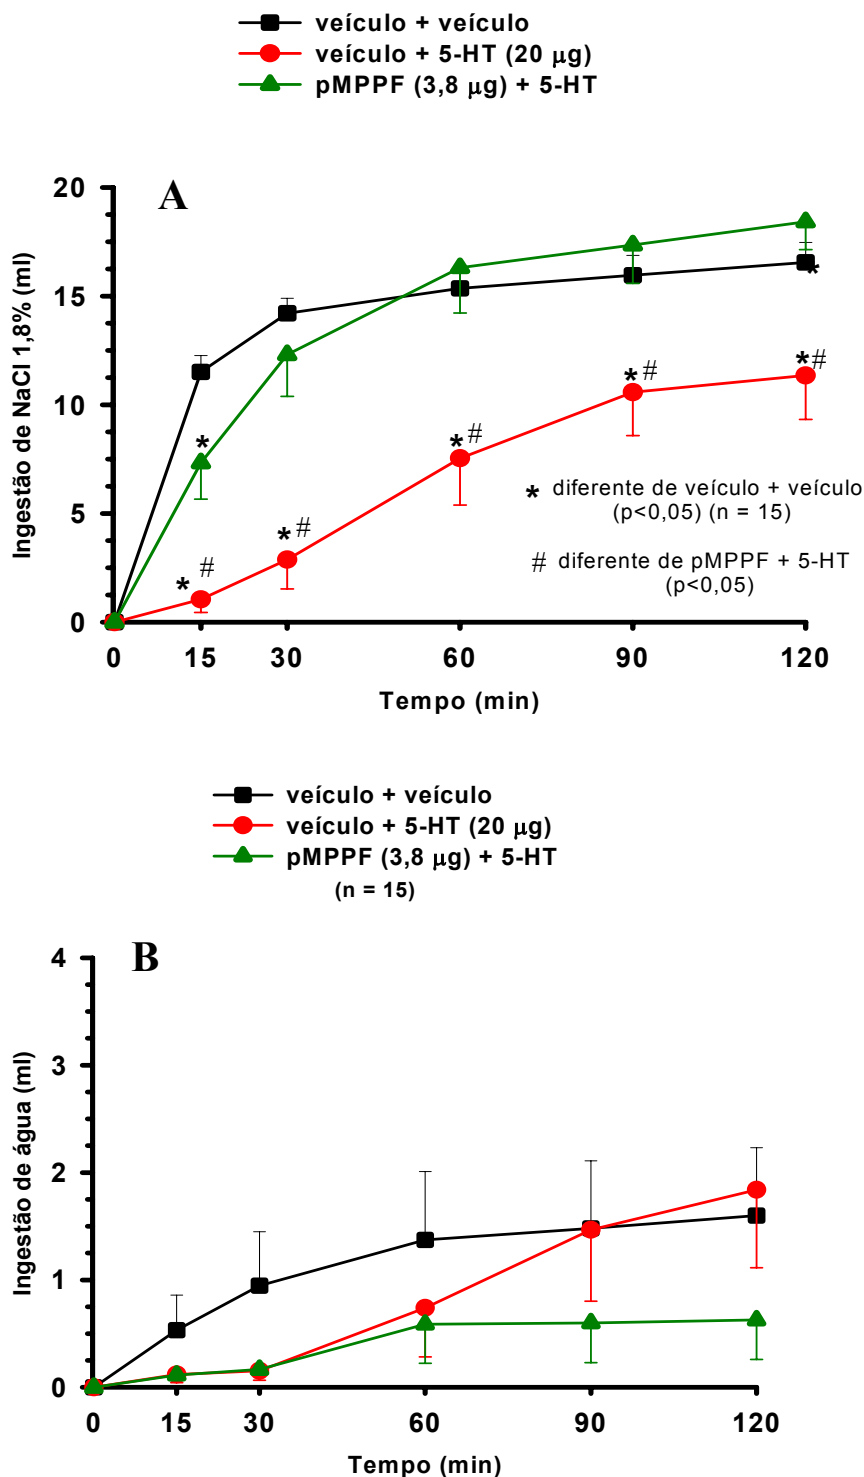 veículo + veículo
veículo + 5-HT (20 µg)
pMPPF (3,8 µg) + 5-HT
A
20
15
10
5
0
Ingestão de NaCl 1,8% (ml)
*
*
* #
* #
* #
* #
* #
* diferente de veículo + veículo
(p<0,05) (n = 15)
# diferente de pMPPF + 5-HT
(p<0,05)
0 15 30 60 90 120
Tempo (min)
veículo + veículo
veículo + 5-HT (20 µg)
pMPPF (3,8 µg) + 5-HT
(n = 15)
B
4
3
2
1
0
Ingestão de água (ml)
0 15 30 60 90 120
Tempo (min)